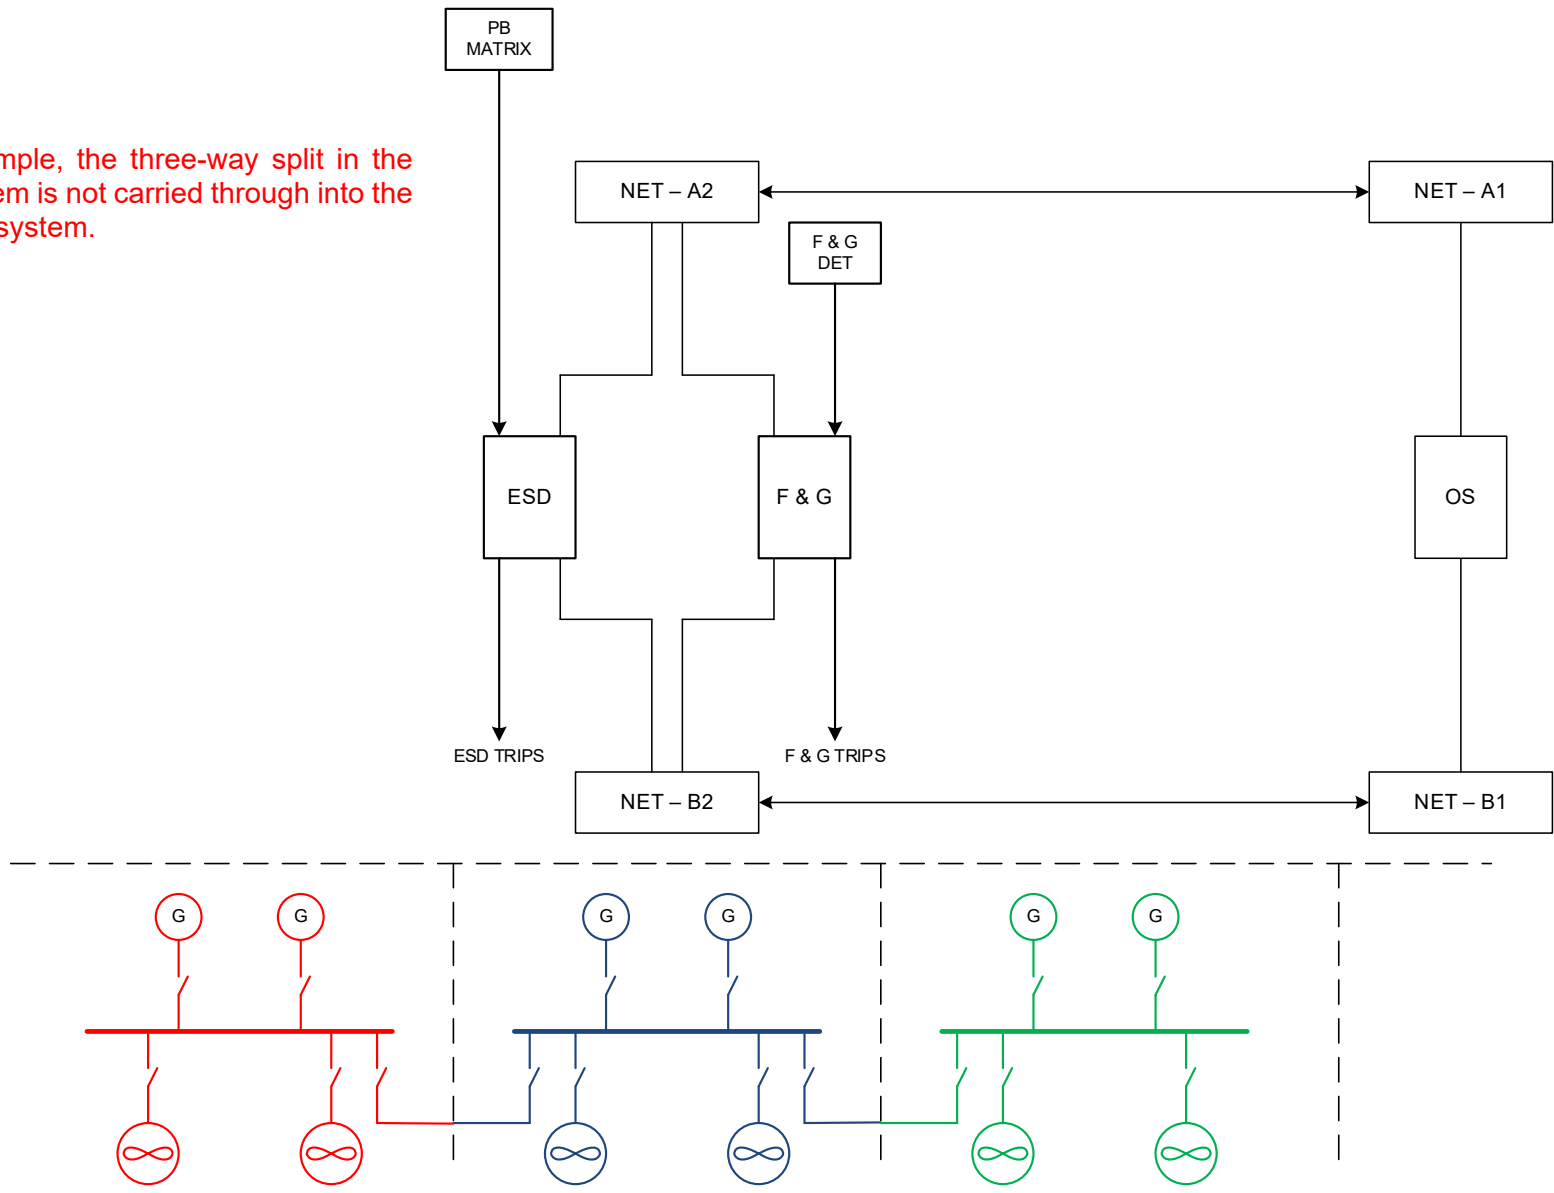 PB
MATRIX
mple, the three-way split in the
em is not carried through into the
system.
NET – A2
NET – A1
F & G
DET
ESD
F & G
OS
ESD TRIPS
F & G TRIPS
NET – B2
NET – B1
G
G
G
G
G
G